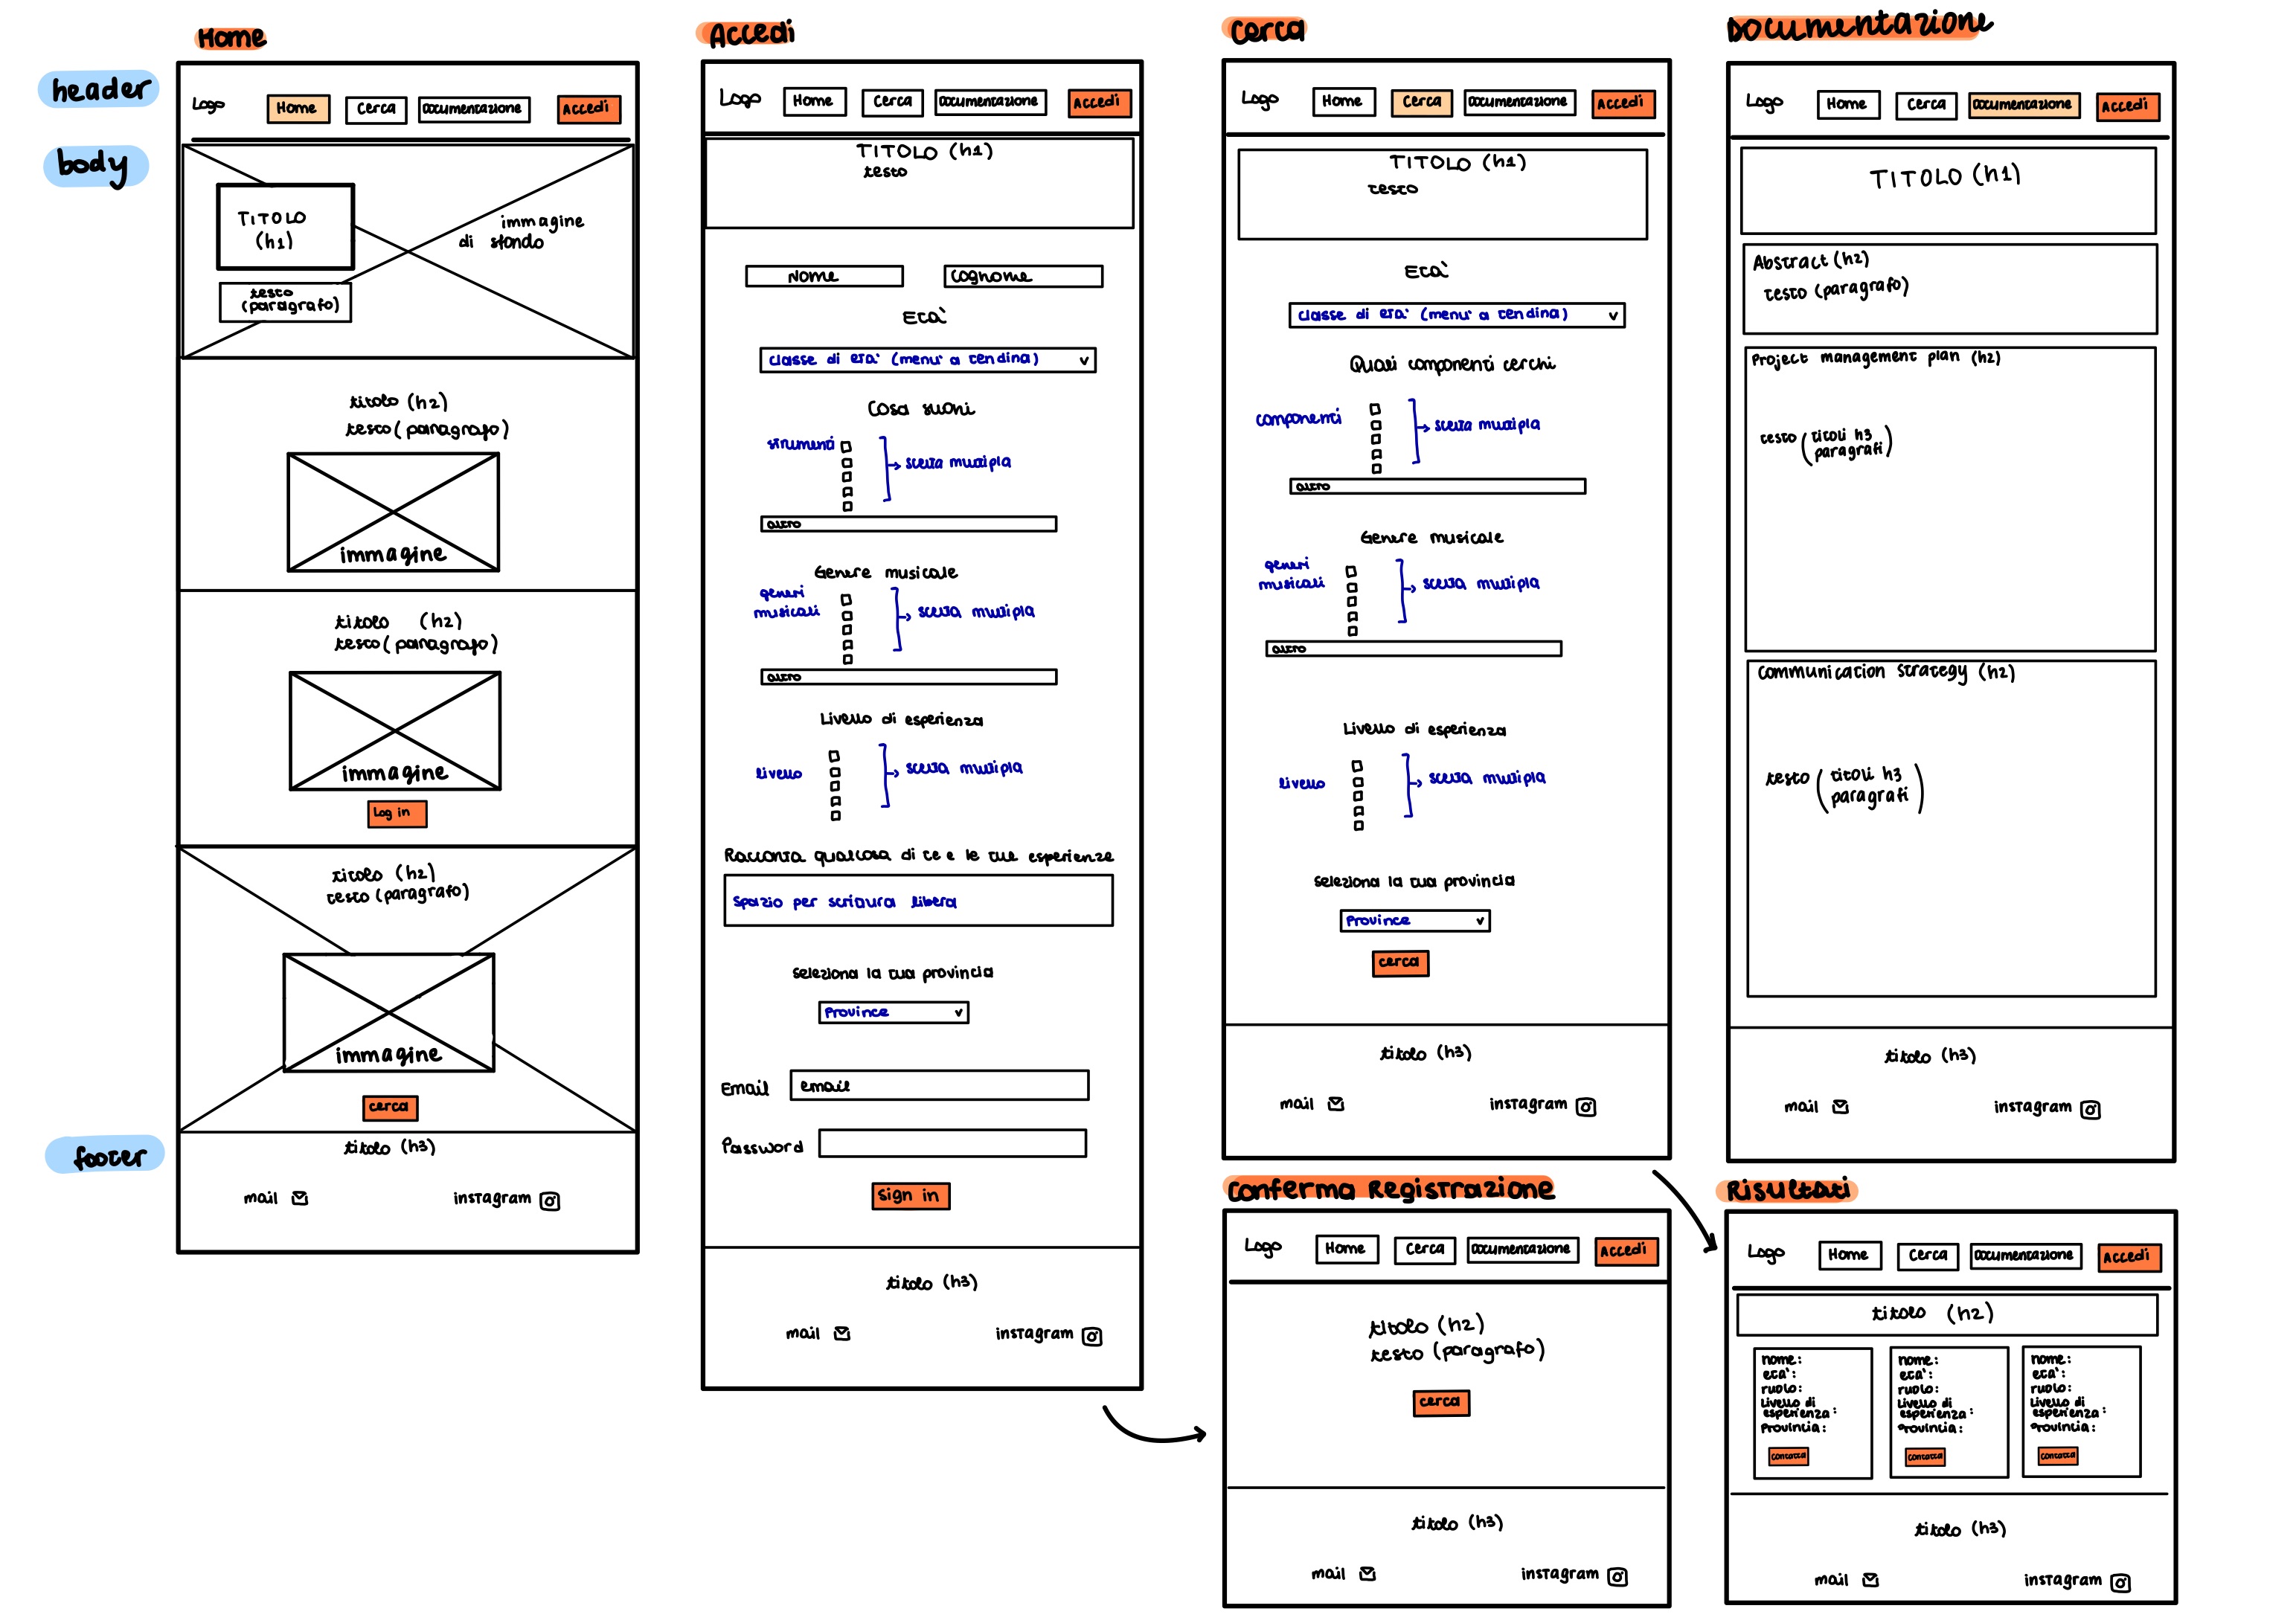 Home
header
Logo
Home
Cerca
Documentazione
Accedi
body
TITOLO
(h1)
immagine
di sfondo
testo
(paragrafo)
titolo (h2)
testo (paragrafo)
immagine
titolo (h2)
testo (paragrafo)
immagine
Log in
titolo (h2)
testo (paragrafo)
immagine
cerca
footer
titolo (h3)
mail
instagram
Accedi
Logo
Home
Cerca
Documentazione
Accedi
TITOLO (h1)
testo
Nome
Cognome
Età
Classe di età (menu' a tendina)
Cosa suoni
strumenti
scelta multipla
altro
Genere musicale
generi
musicali
scelta multipla
altro
Livello di esperienza
livello
scelta multipla
Racconta qualcosa di te e le tue esperienze
Spazio per scrittura libera
Seleziona la tua provincia
Province
Email
email
Password
Sign in
titolo (h3)
mail
instagram
Cerca
Logo
Home
Cerca
Documentazione
Accedi
TITOLO (h1)
testo
Età
Classe di età (menu' a tendina)
Quali componenti cerchi
componenti
scelta multipla
altro
Genere musicale
generi
musicali
scelta multipla
altro
Livello di esperienza
livello
scelta multipla
Seleziona la tua provincia
Province
cerca
titolo (h3)
mail
instagram
Documentazione
Logo
Home
Cerca
Documentazione
Accedi
TITOLO (h1)
Abstract (h2)
testo (paragrafo)
Project management plan (h2)
testo (titoli h3
paragrafi)
Communication strategy (h2)
testo (titoli h3
paragrafi)
titolo (h3)
mail
instagram
Conferma Registrazione
Logo
Home
Cerca
Documentazione
Accedi
titolo (h2)
testo (paragrafo)
cerca
titolo (h3)
mail
instagram
Risultati
Logo
Home
Cerca
Documentazione
Accedi
titolo (h2)
nome:
età:
ruolo:
Livello di
esperienza:
Provincia:
contatta
nome:
età:
ruolo:
Livello di
esperienza:
Provincia:
contatta
nome:
età:
ruolo:
Livello di
esperienza:
Provincia:
contatta
titolo (h3)
mail
instagram